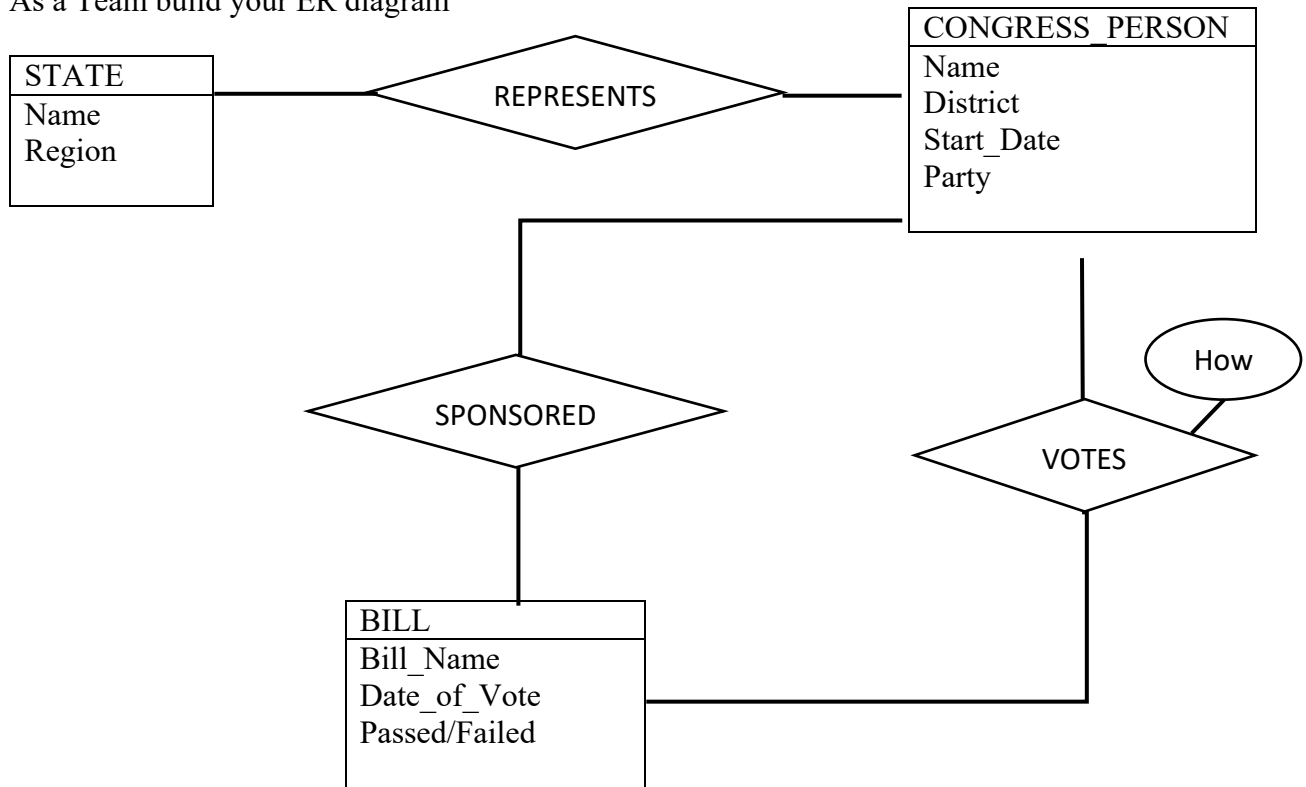 As a Team build your ER diagram
CONGRESS_PERSON
Name
District
Start_Date
Party
STATE
Name
Region
REPRESENTS
How
SPONSORED
VOTES
BILL
Bill_Name
Date_of_Vote
Passed/Failed